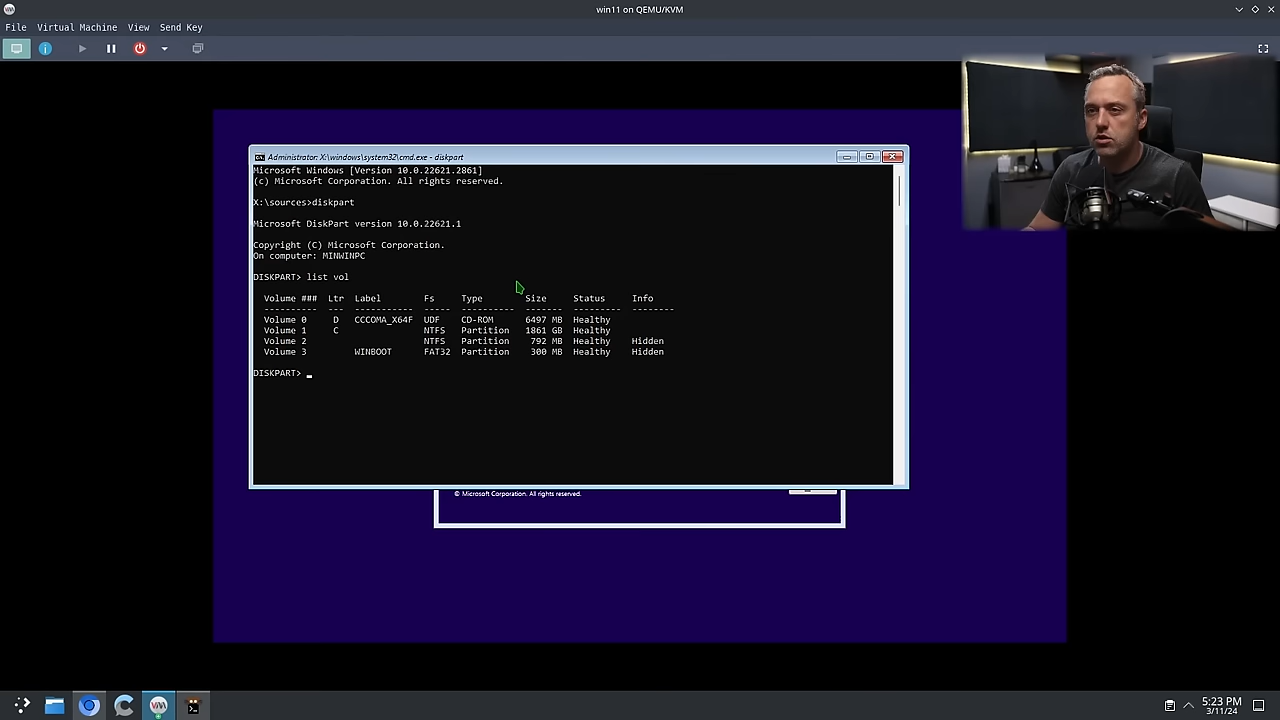 win11 on QEMU/KVM
File Virtual Machine View Send Key
Administrator: X:\windows\system32\cmd.exe - diskpart
Microsoft Windows [Version 10.0.22621.2861]
(c) Microsoft Corporation. All rights reserved.
X:\sources>diskpart
Microsoft DiskPart version 10.0.22621.1
Copyright (C) Microsoft Corporation.
On computer: MINWINPC
DISKPART> list vol
Volume ### Ltr Label Fs Type Size Status Info
---------- --- ----------- ----- ---------- ------- --------- --------
Volume 0 D CCCOMA_X64F UDF CD-ROM 6497 MB Healthy
Volume 1 C NTFS Partition 1861 GB Healthy
Volume 2 NTFS Partition 792 MB Healthy Hidden
Volume 3 WINBOOT FAT32 Partition 300 MB Healthy Hidden
DISKPART> _
© Microsoft Corporation. All rights reserved.
5:23 PM
3/11/24